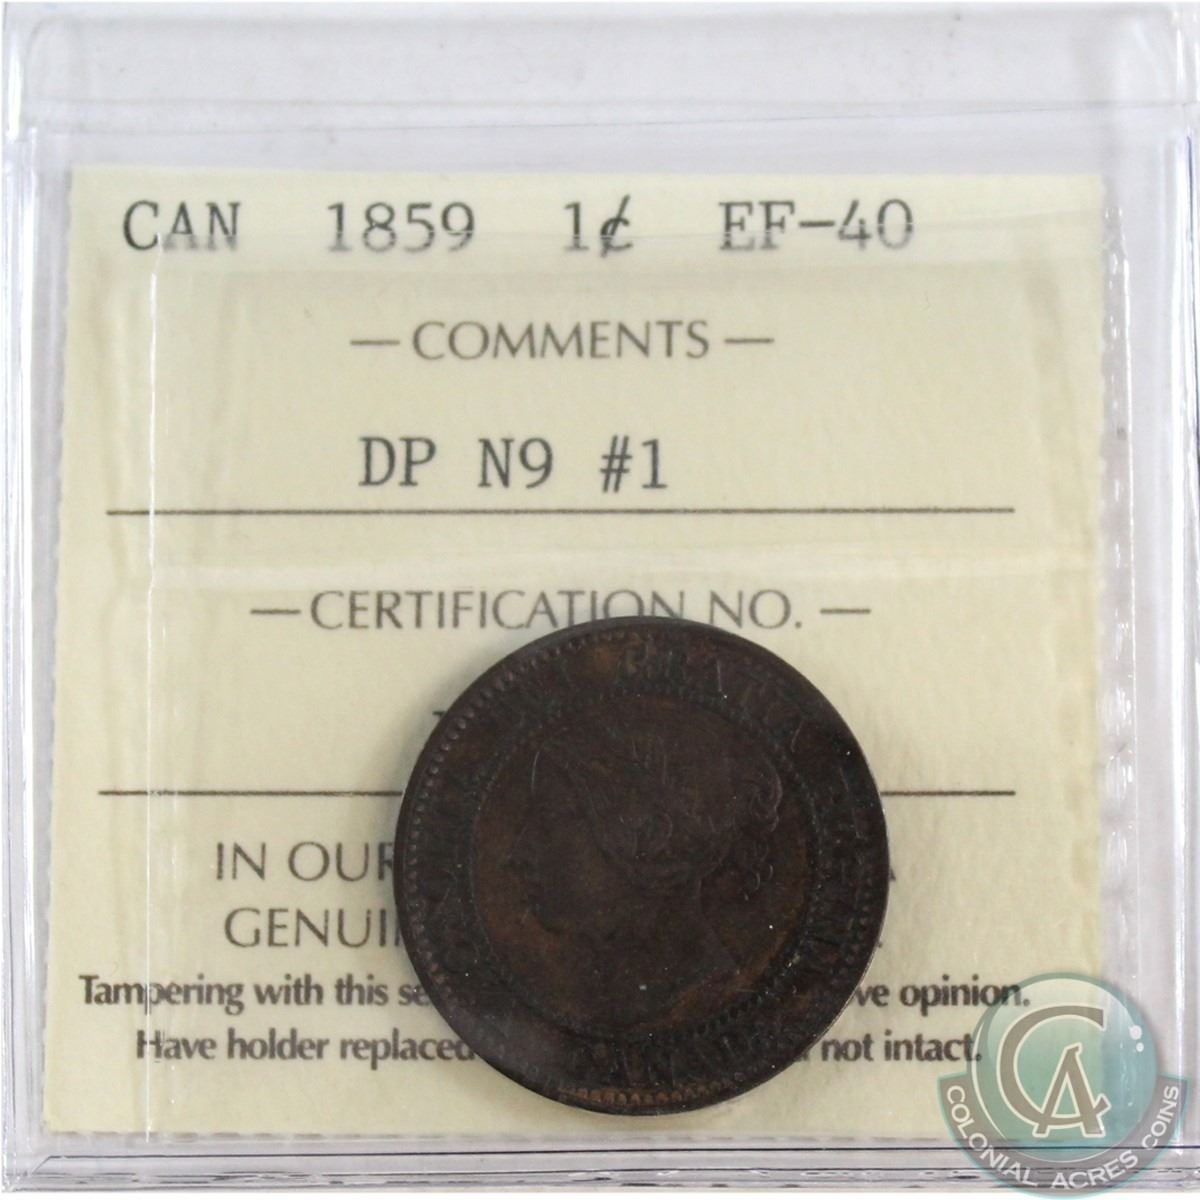 CAN 1859 1¢ EF-40
— COMMENTS —
DP N9 #1
— CERTIFICATION NO. —
IN OUR
GENUI
Tampering with this se ve opinion.
Have holder replaced not intact.
CA
COLONIAL ACRES COINS